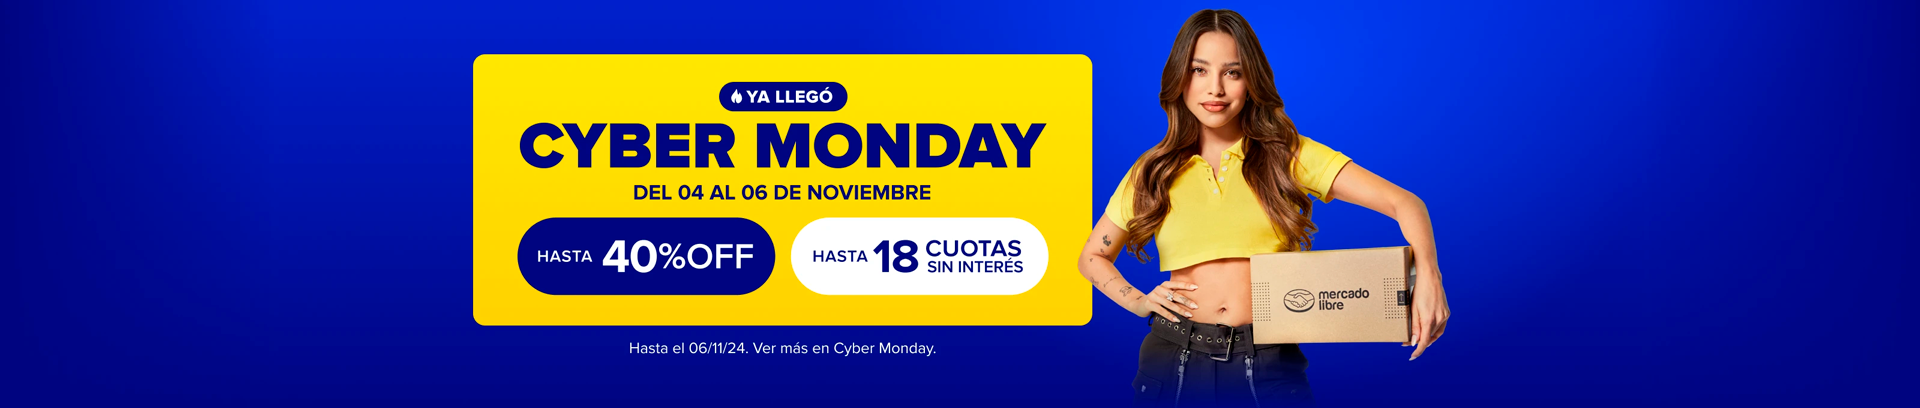 YA LLEGÓ
CYBER MONDAY
DEL 04 AL 06 DE NOVIEMBRE
HASTA 40%OFF
HASTA 18 CUOTAS SIN INTERÉS
Hasta el 06/11/24. Ver más en Cyber Monday.
mercado
libre